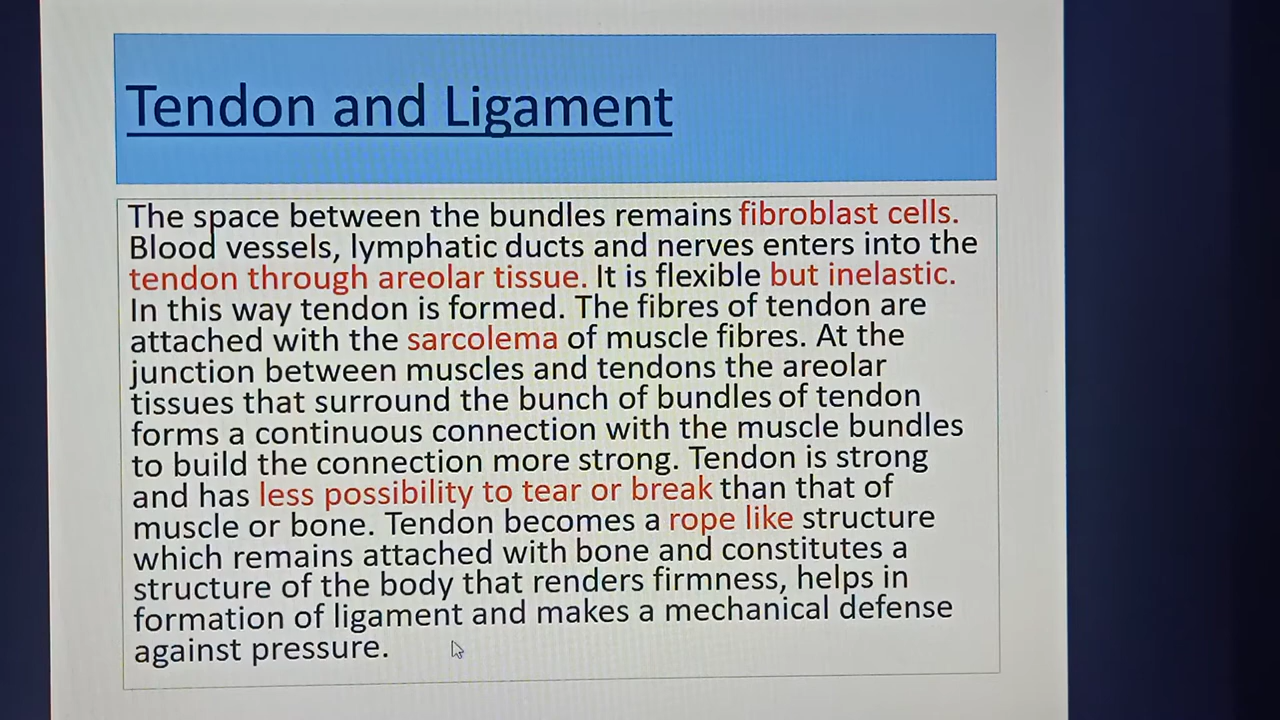 Tendon and Ligament
The space between the bundles remains fibroblast cells.
Blood vessels, lymphatic ducts and nerves enters into the
tendon through areolar tissue. It is flexible but inelastic.
In this way tendon is formed. The fibres of tendon are
attached with the sarcolema of muscle fibres. At the
junction between muscles and tendons the areolar
tissues that surround the bunch of bundles of tendon
forms a continuous connection with the muscle bundles
to build the connection more strong. Tendon is strong
and has less possibility to tear or break than that of
muscle or bone. Tendon becomes a rope like structure
which remains attached with bone and constitutes a
structure of the body that renders firmness, helps in
formation of ligament and makes a mechanical defense
against pressure.